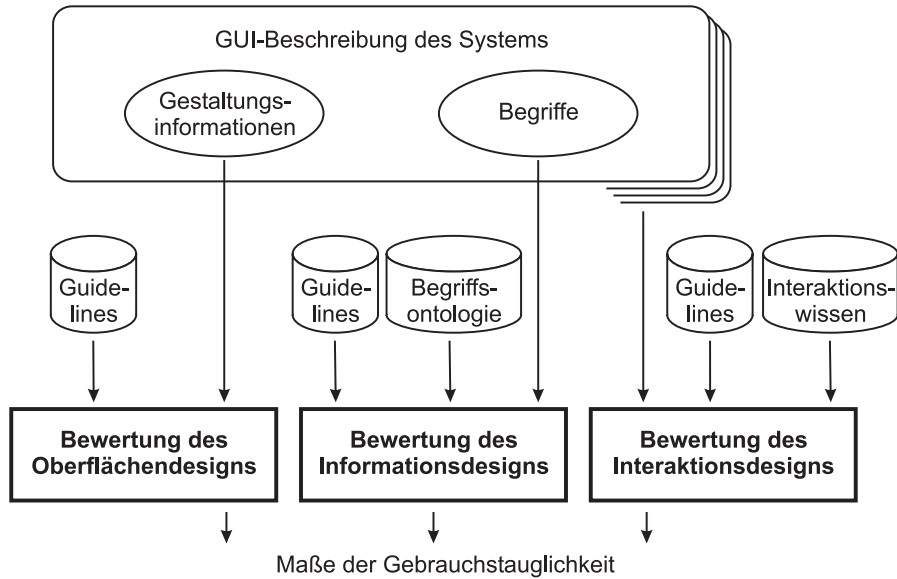 GUI-Beschreibung des Systems
Gestaltungs-
informationen
Begriffe
Guide-
lines
Guide-
lines
Begriffs-
ontologie
Guide-
lines
Interaktions-
wissen
Bewertung des
Oberflächendesigns
Bewertung des
Informationsdesigns
Bewertung des
Interaktionsdesigns
Maße der Gebrauchstauglichkeit